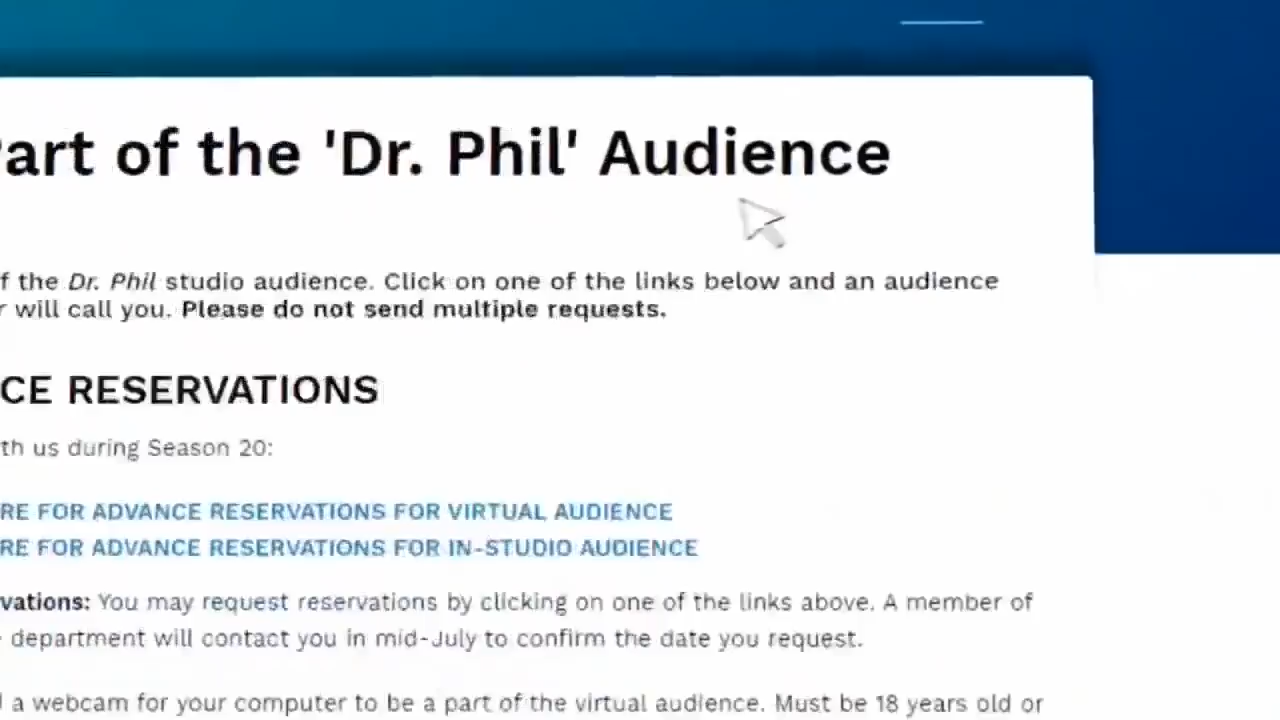 art of the 'Dr. Phil' Audience
f the Dr. Phil studio audience. Click on one of the links below and an audience
r will call you. Please do not send multiple requests.
CE RESERVATIONS
th us during Season 20:
RE FOR ADVANCE RESERVATIONS FOR VIRTUAL AUDIENCE
RE FOR ADVANCE RESERVATIONS FOR IN-STUDIO AUDIENCE
vations: You may request reservations by clicking on one of the links above. A member of
department will contact you in mid-July to confirm the date you request.
a webcam for your computer to be a part of the virtual audience. Must be 18 years old or